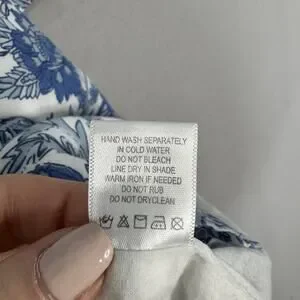 HAND WASH SEPARATELY
IN COLD WATER
DO NOT BLEACH
LINE DRY IN SHADE
WARM IRON IF NEEDED
DO NOT RUB
DO NOT DRYCLEAN